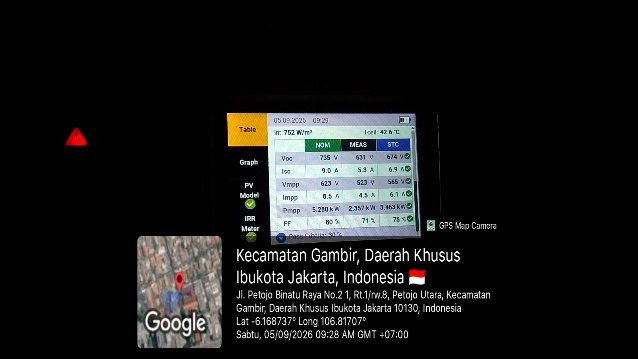 05.09.2026 09:29
Table
Irr: 752 W/m² Tcell: 42.6 °C
NOM MEAS STC
Voc 735 V 631 V 674 V
Isc 9.0 A 5.3 A 6.9 A
Graph
Vmpp 623 V 523 V 565 V
PV
Model
Impp 8.5 A 4.5 A 6.1 A
Pmpp 5.280 kW 2.357 kW 3.463 kW
IRR
Meter
FF 80 % 71 % 75 %
GPS Map Camera
Kecamatan Gambir, Daerah Khusus
Ibukota Jakarta, Indonesia 🇮🇩
Jl. Petojo Binatu Raya No.2 1, Rt.1/rw.8, Petojo Utara, Kecamatan
Gambir, Daerah Khusus Ibukota Jakarta 10130, Indonesia
Lat -6.168737° Long 106.81707°
Sabtu, 05/09/2026 09:28 AM GMT +07:00
Google